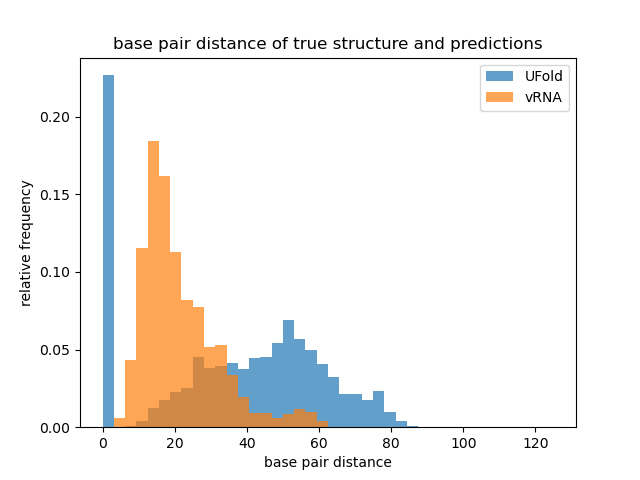 base pair distance of true structure and predictions
UFold
vRNA
relative frequency
0.20
0.15
0.10
0.05
0.00
0 20 40 60 80 100 120
base pair distance